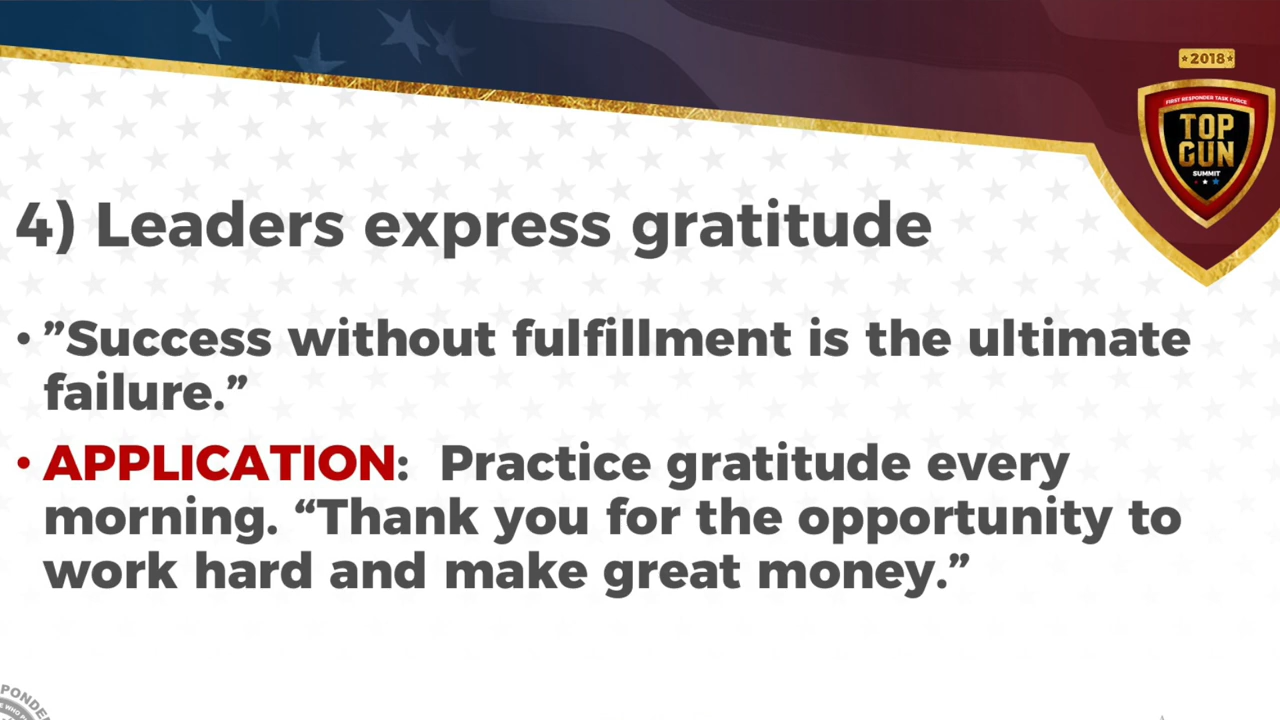 ★2018★
FIRST RESPONDER TASK FORCE
TOP
GUN
SUMMIT
4) Leaders express gratitude
• ”Success without fulfillment is the ultimate
failure.”
• APPLICATION:  Practice gratitude every
morning. “Thank you for the opportunity to
work hard and make great money.”